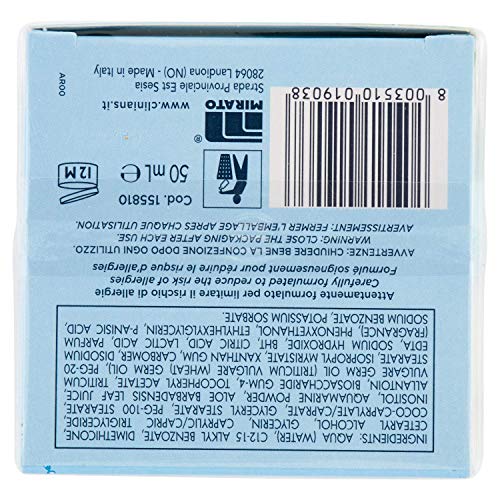 INGREDIENTS: AQUA (WATER), C12-15 ALKYL BENZOATE, DIMETHICONE,
CETEARYL ALCOHOL, GLYCERIN, CAPRYLIC/CAPRIC TRIGLYCERIDE,
COCO-CAPRYLATE/CAPRATE, GLYCERYL STEARATE, PEG-100 STEARATE,
INOSITOL, AQUAMARINE POWDER, ALOE BARBADENSIS LEAF JUICE,
ALLANTOIN, BIOSACCHARIDE GUM-4, TOCOPHERYL ACETATE, TRITICUM
VULGARE GERM OIL (TRITICUM VULGARE (WHEAT) GERM OIL), PEG-20
STEARATE, ISOPROPYL MYRISTATE, XANTHAN GUM, CARBOMER, DISODIUM
EDTA, SODIUM HYDROXIDE, BHT, CITRIC ACID, LACTIC ACID, PARFUM
(FRAGRANCE), PHENOXYETHANOL, ETHYLHEXYLGLYCERIN, P-ANISIC ACID,
SODIUM BENZOATE, POTASSIUM SORBATE.
Attentamente formulato per limitare il rischio di allergie
Carefully formulated to reduce the risk of allergies
Formule soigneusement pour réduire le risque d'allergies
AVVERTENZE: CHIUDERE BENE LA CONFEZIONE DOPO OGNI UTILIZZO.
WARNING: CLOSE THE PACKAGING AFTER EACH USE.
AVERTISSEMENT: FERMER L'EMBALLAGE APRÈS CHAQUE UTILISATION.
Cod. 155810
50 mL ℮
12M
MIRATO
www.clinians.it
Strada Provinciale Est Sesia
28064 Landiona (NO) - Made in Italy
AR00
8 003510 019038